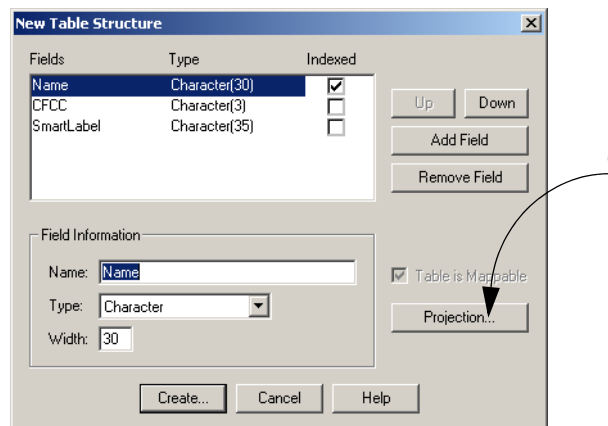 New Table Structure
Fields Type Indexed
Name Character(30)
CFCC Character(3)
SmartLabel Character(35)
Up Down
Add Field
Remove Field
Field Information
Name: Name
Table is Mappable
Type: Character
Projection...
Width: 30
Create... Cancel Help